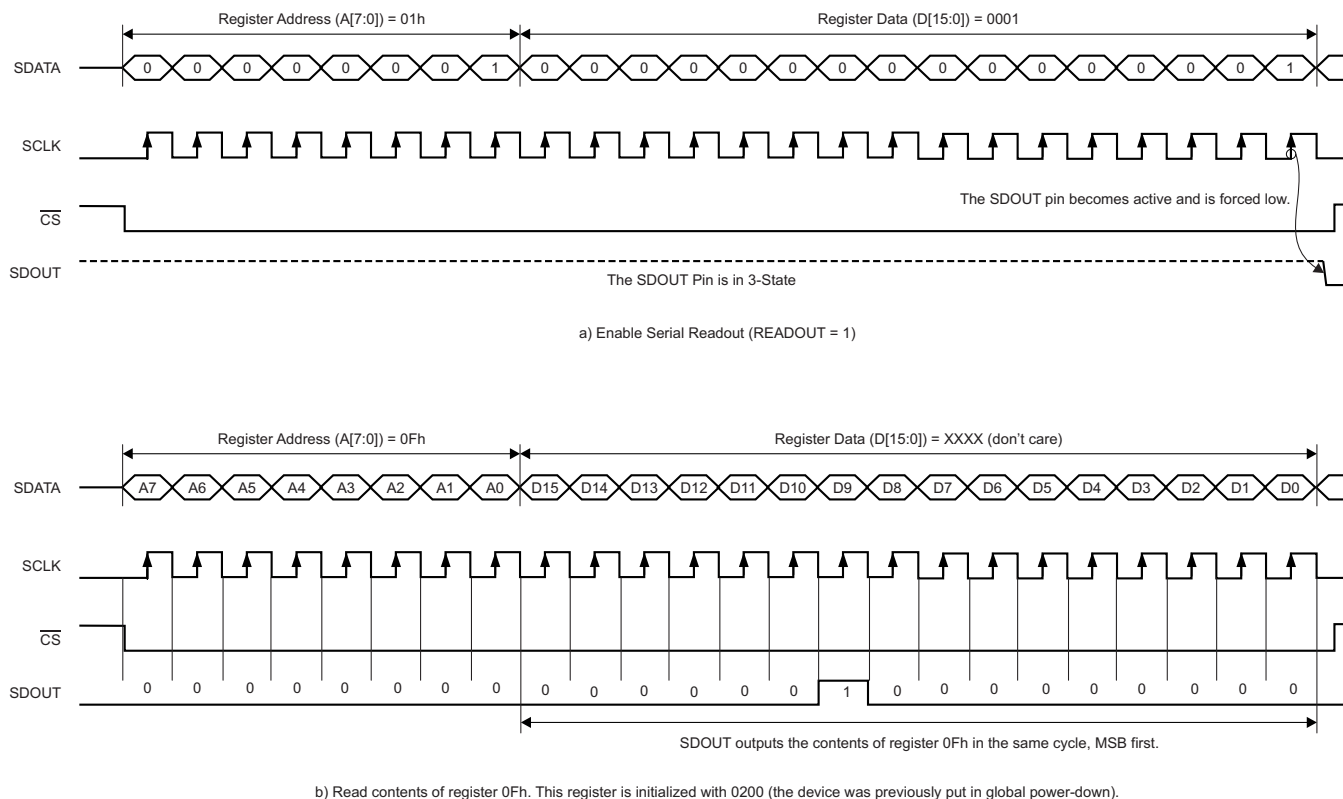 Register Address (A[7:0]) = 01h Register Data (D[15:0]) = 0001
SDATA 0 0 0 0 0 0 0 1 0 0 0 0 0 0 0 0 0 0 0 0 0 0 0 1
SCLK
The SDOUT pin becomes active and is forced low.
CS
SDOUT
The SDOUT Pin is in 3-State
a) Enable Serial Readout (READOUT = 1)
Register Address (A[7:0]) = 0Fh Register Data (D[15:0]) = XXXX (don't care)
SDATA A7 A6 A5 A4 A3 A2 A1 A0 D15 D14 D13 D12 D11 D10 D9 D8 D7 D6 D5 D4 D3 D2 D1 D0
SCLK
CS
SDOUT 0 0 0 0 0 0 0 0 0 0 0 0 0 0 1 0 0 0 0 0 0 0 0 0
SDOUT outputs the contents of register 0Fh in the same cycle, MSB first.
b) Read contents of register 0Fh. This register is initialized with 0200 (the device was previously put in global power-down).